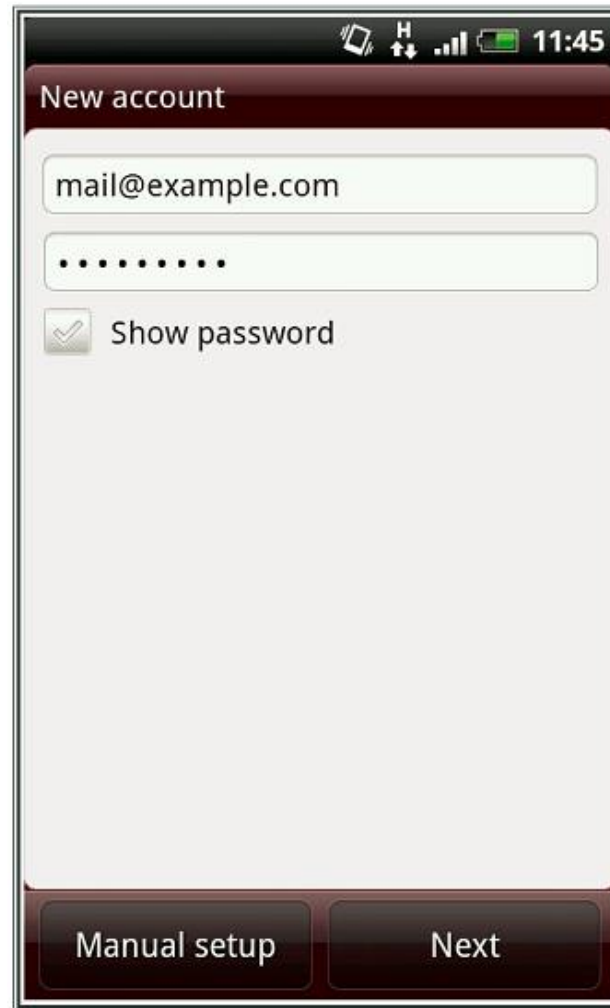 H 11:45
New account
mail@example.com
•••••••••
Show password
Manual setup Next